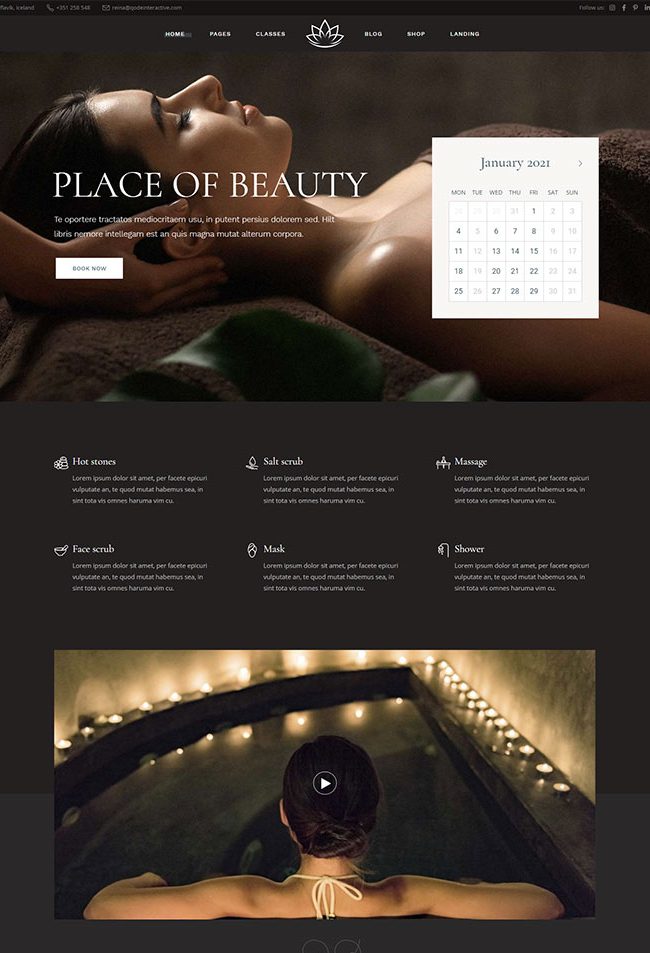 flavik, Iceland +351 258 548 reina@qodeinteractive.com Follow us:
HOME PAGES CLASSES BLOG SHOP LANDING
January 2021
PLACE OF BEAUTY
Te oportere tractatos mediocritaem usu, in putent persius dolorem sed. Hilt
libris nemore intellegam est an quis magna mutat alterum corpora.
BOOK NOW
MON TUE WED THU FRI SAT SUN
28 29 30 31 1 2 3
4 5 6 7 8 9 10
11 12 13 14 15 16 17
18 19 20 21 22 23 24
25 26 27 28 29 30 31
Hot stones
Lorem ipsum dolor sit amet, per facete epicuri
vulputate an, te quod mutat habemus sea, in
sint tota vis omnes haruma vim cu.
Salt scrub
Lorem ipsum dolor sit amet, per facete epicuri
vulputate an, te quod mutat habemus sea, in
sint tota vis omnes haruma vim cu.
Massage
Lorem ipsum dolor sit amet, per facete epicuri
vulputate an, te quod mutat habemus sea, in
sint tota vis omnes haruma vim cu.
Face scrub
Lorem ipsum dolor sit amet, per facete epicuri
vulputate an, te quod mutat habemus sea, in
sint tota vis omnes haruma vim cu.
Mask
Lorem ipsum dolor sit amet, per facete epicuri
vulputate an, te quod mutat habemus sea, in
sint tota vis omnes haruma vim cu.
Shower
Lorem ipsum dolor sit amet, per facete epicuri
vulputate an, te quod mutat habemus sea, in
sint tota vis omnes haruma vim cu.